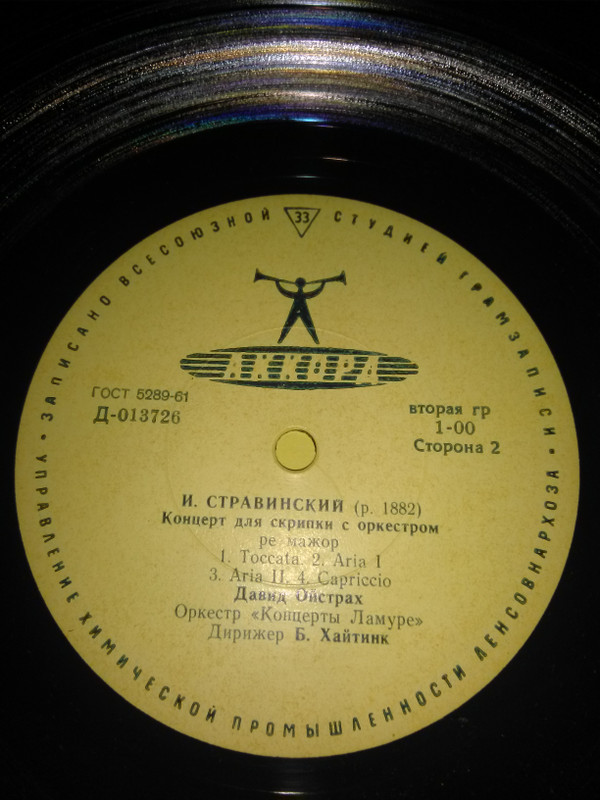 ЗАПИСАНО ВСЕСОЮЗНОЙ 33 СТУДИЕЙ ГРАМЗАПИСИ
АККОРД
ГОСТ 5289-61
Д-013726
вторая гр
1-00
Сторона 2
И. СТРАВИНСКИЙ (р. 1882)
Концерт для скрипки с оркестром
ре мажор
1. Toccata. 2. Aria I
3. Aria II. 4. Capriccio
Давид Ойстрах
Оркестр «Концерты Ламуре»
Дирижер Б. Хайтинк
• УПРАВЛЕНИЕ ХИМИЧЕСКОЙ ПРОМЫШЛЕННОСТИ ЛЕНСОВНАРХОЗА •